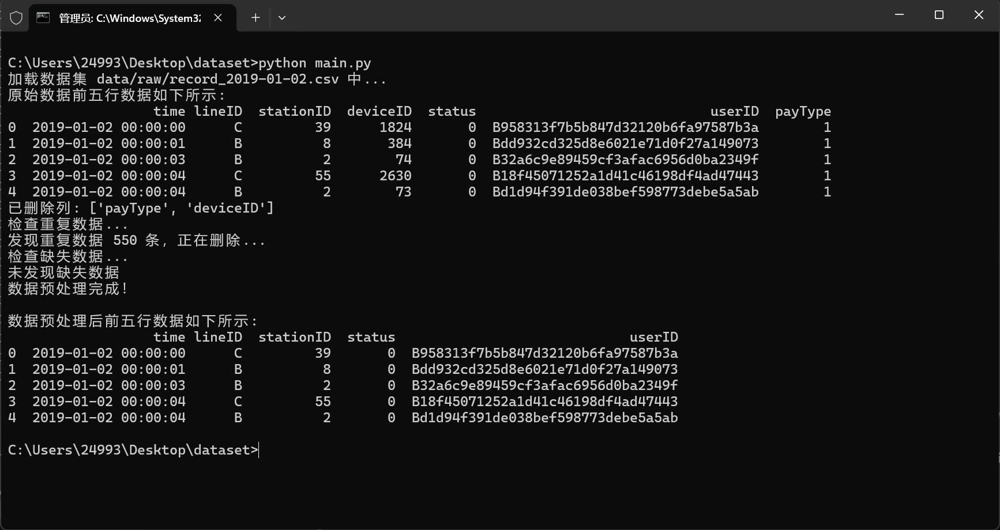 管理员: C:\Windows\System32
C:\Users\24993\Desktop\dataset>python main.py
加载数据集 data/raw/record_2019-01-02.csv 中...
原始数据前五行数据如下所示:
time lineID stationID deviceID status userID payType
0 2019-01-02 00:00:00 C 39 1824 0 B958313f7b5b847d32120b6fa97587b3a 1
1 2019-01-02 00:00:01 B 8 384 0 Bdd932cd325d8e6021e71d0f27a149073 1
2 2019-01-02 00:00:03 B 2 74 0 B32a6c9e89459cf3afac6956d0ba2349f 1
3 2019-01-02 00:00:04 C 55 2630 0 B18f45071252a1d41c46198df4ad47443 1
4 2019-01-02 00:00:04 B 2 73 0 Bd1d94f391de038bef598773debe5a5ab 1
已删除列: ['payType', 'deviceID']
检查重复数据...
发现重复数据 550 条, 正在删除...
检查缺失数据...
未发现缺失数据
数据预处理完成!
数据预处理后前五行数据如下所示:
time lineID stationID status userID
0 2019-01-02 00:00:00 C 39 0 B958313f7b5b847d32120b6fa97587b3a
1 2019-01-02 00:00:01 B 8 0 Bdd932cd325d8e6021e71d0f27a149073
2 2019-01-02 00:00:03 B 2 0 B32a6c9e89459cf3afac6956d0ba2349f
3 2019-01-02 00:00:04 C 55 0 B18f45071252a1d41c46198df4ad47443
4 2019-01-02 00:00:04 B 2 0 Bd1d94f391de038bef598773debe5a5ab
C:\Users\24993\Desktop\dataset>